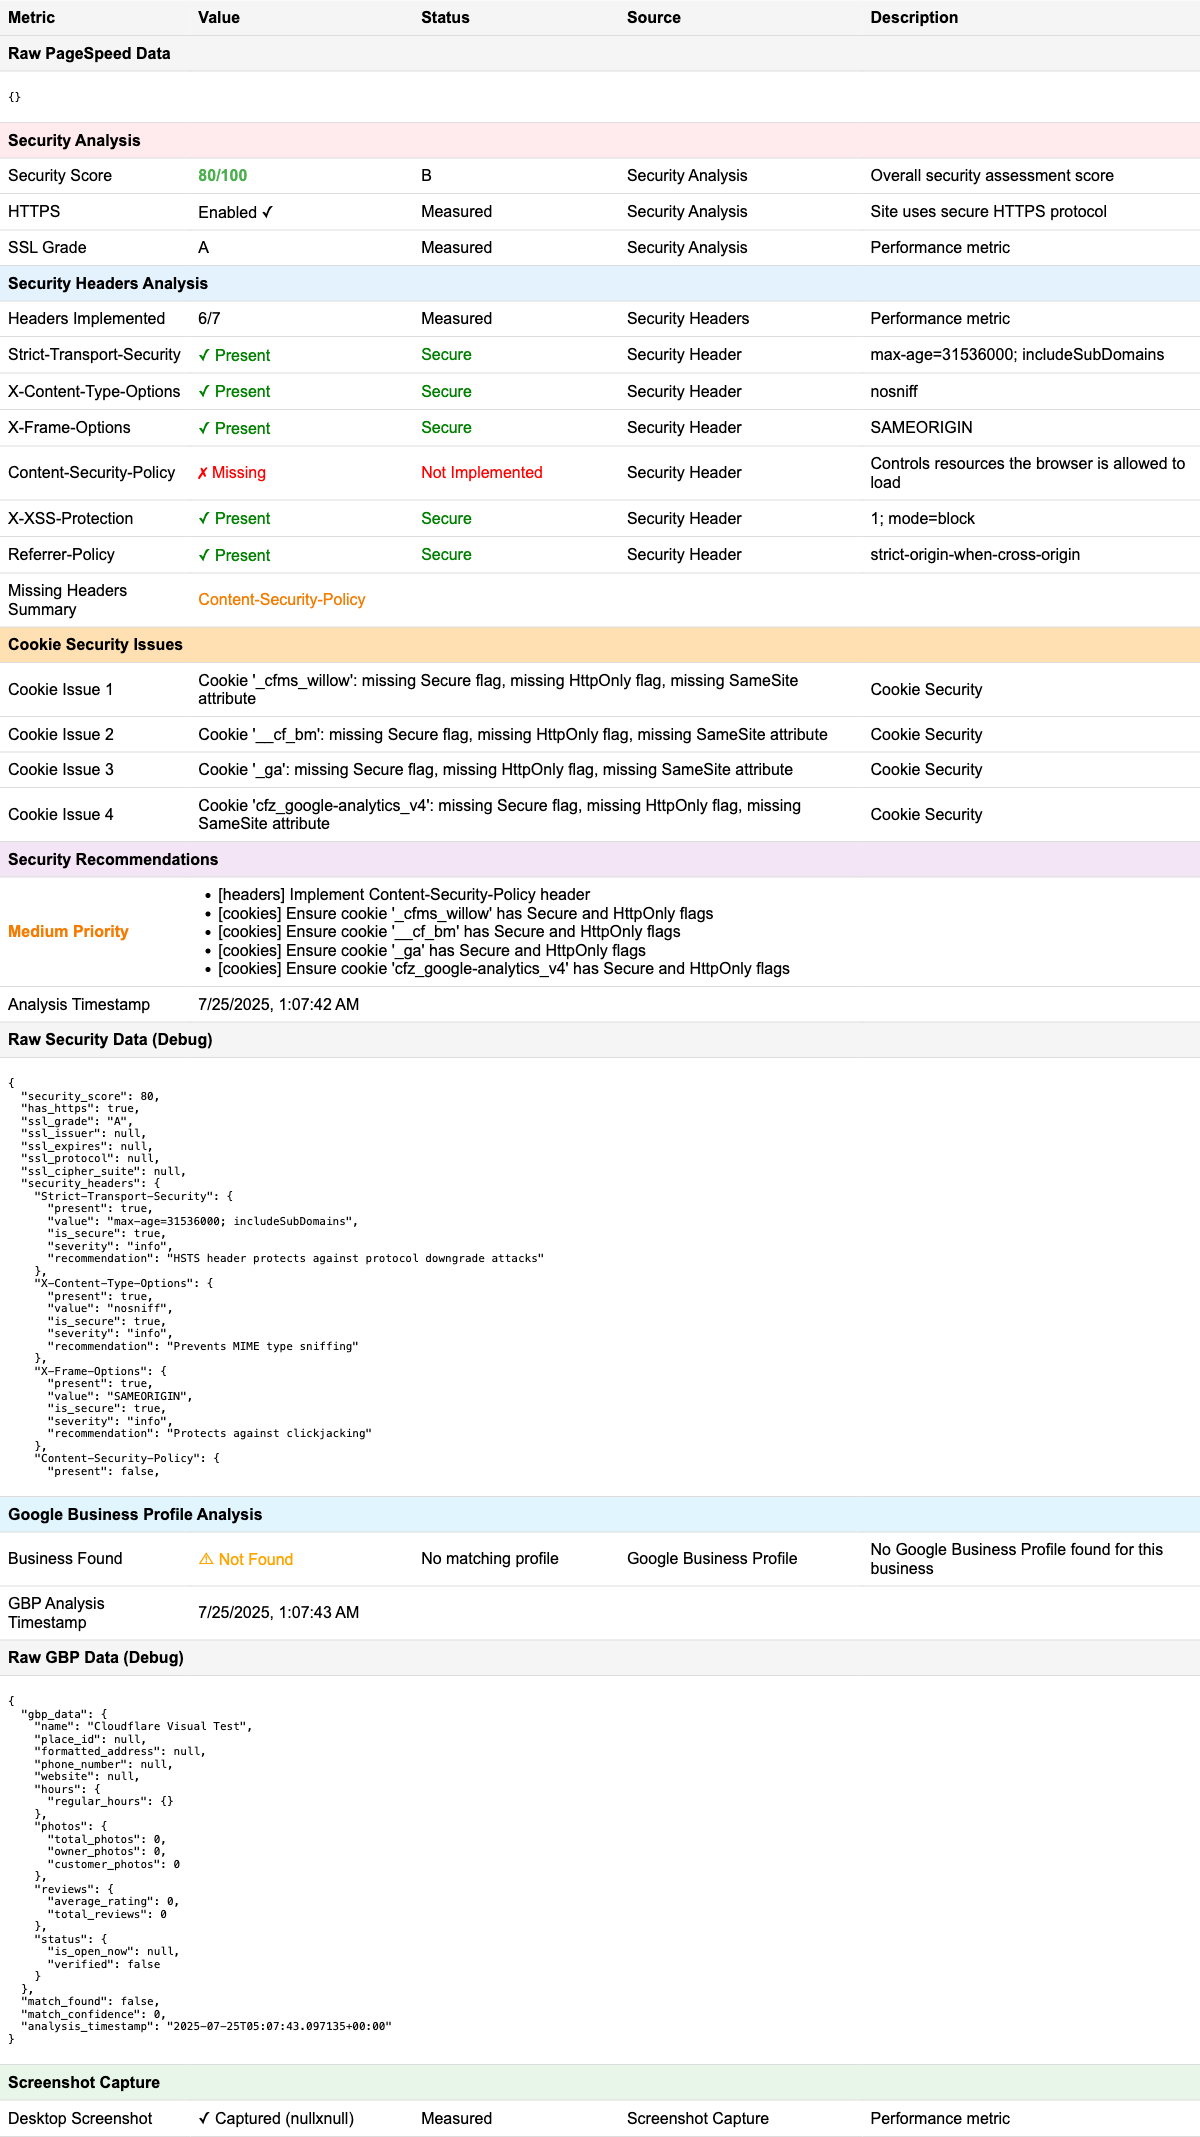 Metric Value Status Source Description
Raw PageSpeed Data
{}
Security Analysis
Security Score 80/100 B Security Analysis Overall security assessment score
HTTPS Enabled ✓ Measured Security Analysis Site uses secure HTTPS protocol
SSL Grade A Measured Security Analysis Performance metric
Security Headers Analysis
Headers Implemented 6/7 Measured Security Headers Performance metric
Strict-Transport-Security ✓ Present Secure Security Header max-age=31536000; includeSubDomains
X-Content-Type-Options ✓ Present Secure Security Header nosniff
X-Frame-Options ✓ Present Secure Security Header SAMEORIGIN
Content-Security-Policy ✗ Missing Not Implemented Security Header Controls resources the browser is allowed to
load
X-XSS-Protection ✓ Present Secure Security Header 1; mode=block
Referrer-Policy ✓ Present Secure Security Header strict-origin-when-cross-origin
Missing Headers
Summary Content-Security-Policy
Cookie Security Issues
Cookie Issue 1 Cookie '_cfms_willow': missing Secure flag, missing HttpOnly flag, missing SameSite
attribute Cookie Security
Cookie Issue 2 Cookie '__cf_bm': missing Secure flag, missing HttpOnly flag, missing SameSite attribute Cookie Security
Cookie Issue 3 Cookie '_ga': missing Secure flag, missing HttpOnly flag, missing SameSite attribute Cookie Security
Cookie Issue 4 Cookie 'cfz_google-analytics_v4': missing Secure flag, missing HttpOnly flag, missing
SameSite attribute Cookie Security
Security Recommendations
Medium Priority
• [headers] Implement Content-Security-Policy header
• [cookies] Ensure cookie '_cfms_willow' has Secure and HttpOnly flags
• [cookies] Ensure cookie '__cf_bm' has Secure and HttpOnly flags
• [cookies] Ensure cookie '_ga' has Secure and HttpOnly flags
• [cookies] Ensure cookie 'cfz_google-analytics_v4' has Secure and HttpOnly flags
Analysis Timestamp 7/25/2025, 1:07:42 AM
Raw Security Data (Debug)
{
"security_score": 80,
"has_https": true,
"ssl_grade": "A",
"ssl_issuer": null,
"ssl_expires": null,
"ssl_protocol": null,
"ssl_cipher_suite": null,
"security_headers": {
"Strict-Transport-Security": {
"present": true,
"value": "max-age=31536000; includeSubDomains",
"is_secure": true,
"severity": "info",
"recommendation": "HSTS header protects against protocol downgrade attacks"
},
"X-Content-Type-Options": {
"present": true,
"value": "nosniff",
"is_secure": true,
"severity": "info",
"recommendation": "Prevents MIME type sniffing"
},
"X-Frame-Options": {
"present": true,
"value": "SAMEORIGIN",
"is_secure": true,
"severity": "info",
"recommendation": "Protects against clickjacking"
},
"Content-Security-Policy": {
"present": false,
Google Business Profile Analysis
Business Found ⚠ Not Found No matching profile Google Business Profile No Google Business Profile found for this
business
GBP Analysis
Timestamp 7/25/2025, 1:07:43 AM
Raw GBP Data (Debug)
{
"gbp_data": {
"name": "Cloudflare Visual Test",
"place_id": null,
"formatted_address": null,
"phone_number": null,
"website": null,
"hours": {
"regular_hours": {}
},
"photos": {
"total_photos": 0,
"owner_photos": 0,
"customer_photos": 0
},
"reviews": {
"average_rating": 0,
"total_reviews": 0
},
"status": {
"is_open_now": null,
"verified": false
}
},
"match_found": false,
"match_confidence": 0,
"analysis_timestamp": "2025-07-25T05:07:43.097135+00:00"
}
Screenshot Capture
Desktop Screenshot ✓ Captured (nullxnull) Measured Screenshot Capture Performance metric